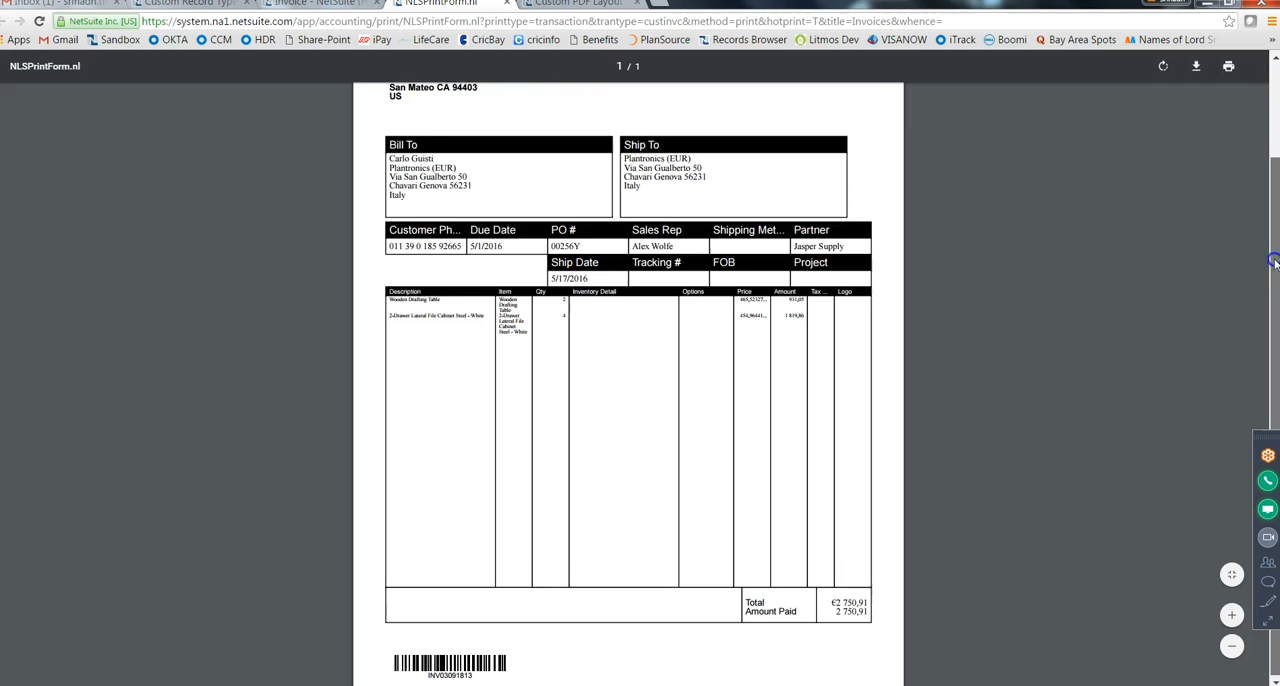 Inbox (1) - shriadri.n
Custom Record Typ
Invoice - NetSuite (M
NLSPrintForm.nl
Custom PDF Layout
NetSuite Inc. [US] https://system.na1.netsuite.com/app/accounting/print/NLSPrintForm.nl?printtype=transaction&trantype=custinvc&method=print&hotprint=T&title=Invoices&whence=
Apps Gmail Sandbox OKTA CCM HDR Share-Point iPay LifeCare CricBay cricinfo Benefits PlanSource Records Browser Litmos Dev VISANOW iTrack Boomi Bay Area Spots Names of Lord S
NLSPrintForm.nl 1 / 1
San Mateo CA 94403
US
Bill To Ship To
Carlo Guisti Plantronics (EUR)
Plantronics (EUR) Via San Gualberto 50
Via San Gualberto 50 Chavari Genova 56231
Chavari Genova 56231 Italy
Italy
Customer Ph... Due Date PO # Sales Rep Shipping Met... Partner
011 39 0 185 92665 5/1/2016 00256Y Alex Wolfe Jasper Supply
Ship Date Tracking # FOB Project
5/17/2016
Description Item Qty Inventory Detail Options Price Amount Tax ... Logo
Wooden Drafting Table Wooden 2 465,52327... 931,05
Drafting
Table
2-Drawer Lateral File Cabinet Steel - White 2-Drawer 4 454,96441... 1 819,86
Lateral File
Cabinet
Steel - White
Total €2 750,91
Amount Paid 2 750,91
INV03091813